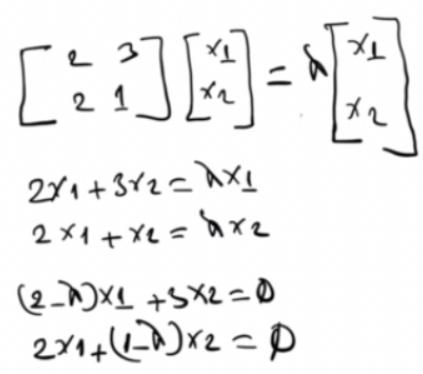 [2 3; 2 1] [x1; x2] = λ [x1; x2]
2x1 + 3x2 = λx1
2x1 + x2 = λx2
(2-λ)x1 + 3x2 = 0
2x1 + (1-λ)x2 = 0